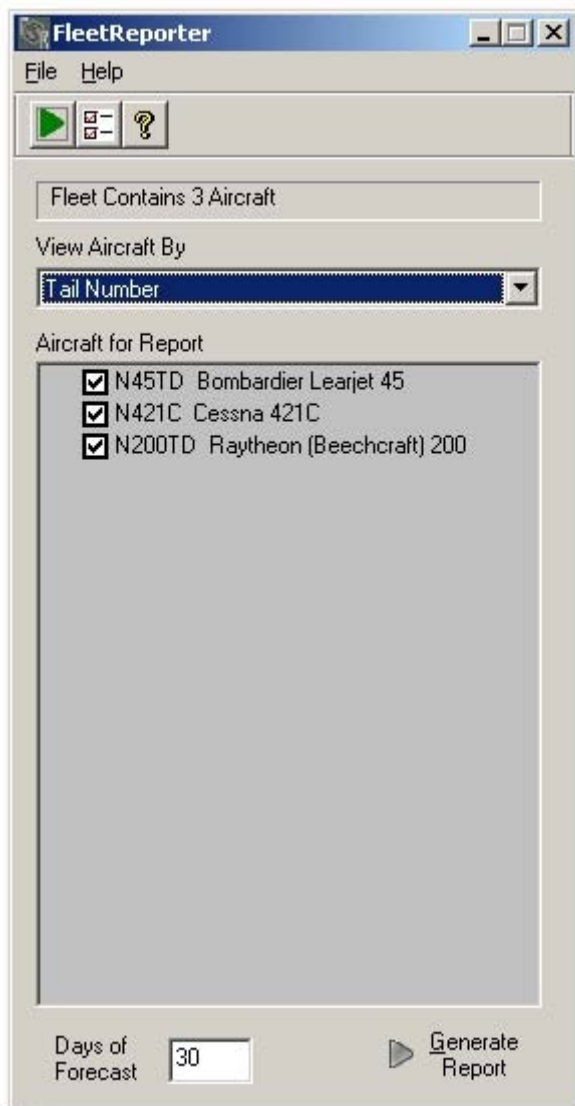 FleetReporter
File Help
Fleet Contains 3 Aircraft
View Aircraft By
Tail Number
Aircraft for Report
N45TD Bombardier Learjet 45
N421C Cessna 421C
N200TD Raytheon (Beechcraft) 200
Days of
Forecast
30
Generate
Report